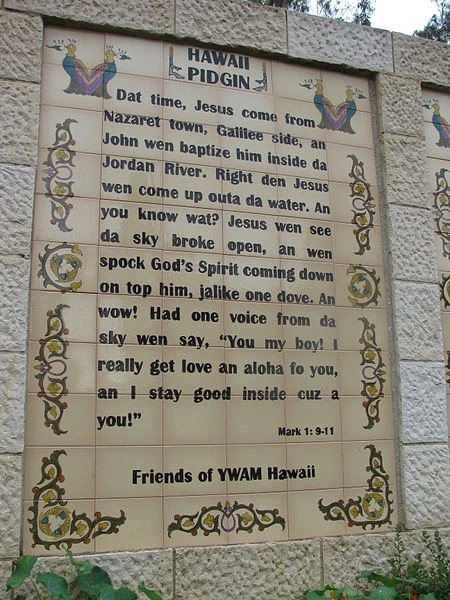 HAWAII
PIDGIN
Dat time, Jesus come from
Nazaret town, Galilee side, an
John wen baptize him inside da
Jordan River. Right den Jesus
wen come up outa da water. An
you know wat? Jesus wen see
da sky broke open, an wen
spock God's Spirit coming down
on top him, jalike one dove. An
wow! Had one voice from da
sky wen say, "You my boy! I
really get love an aloha fo you,
an I stay good inside cuz a
you!"
Mark 1: 9-11
Friends of YWAM Hawaii